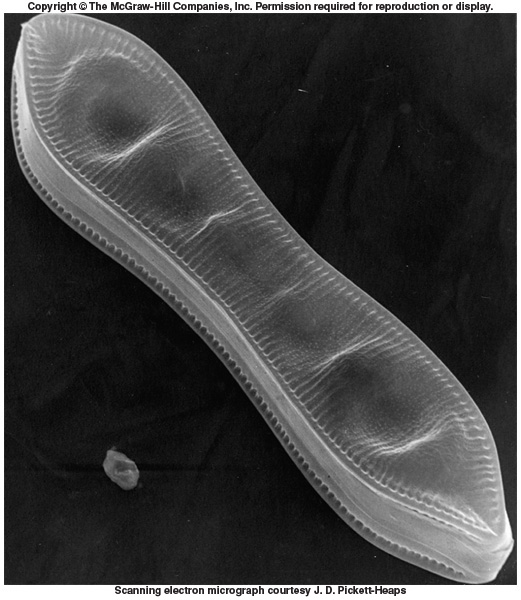 Copyright © The McGraw-Hill Companies, Inc. Permission required for reproduction or display.
Scanning electron micrograph courtesy J. D. Pickett-Heaps